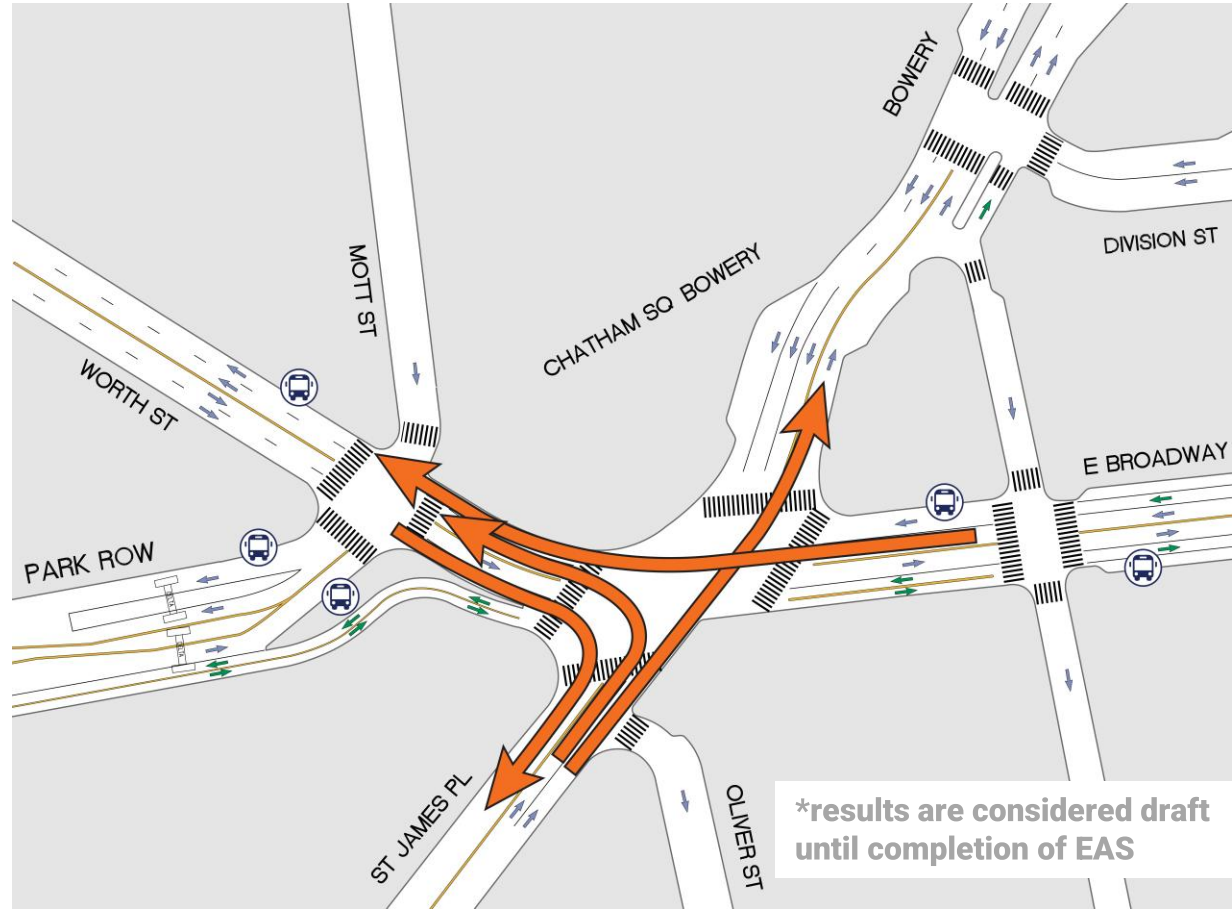 BOWERY
MOTT ST
DIVISION ST
CHATHAM SQ BOWERY
WORTH ST
E BROADWAY
PARK ROW
ST JAMES PL
OLIVER ST
*results are considered draft
until completion of EAS